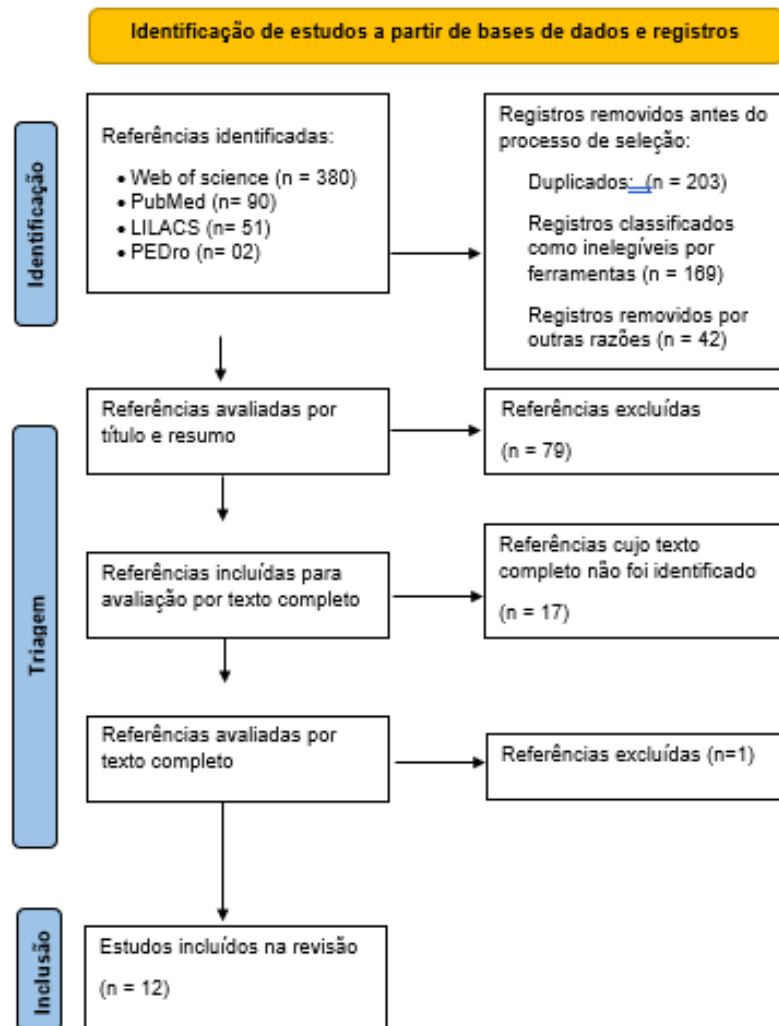 Identificação de estudos a partir de bases de dados e registros
Identificação
Referências identificadas:
• Web of science (n = 380)
• PubMed (n= 90)
• LILACS (n= 51)
• PEDro (n= 02)
Registros removidos antes do
processo de seleção:
Duplicados: (n = 203)
Registros classificados
como inelegíveis por
ferramentas (n = 169)
Registros removidos por
outras razões (n = 42)
Triagem
Referências avaliadas por
título e resumo
Referências excluídas
(n = 79)
Referências incluídas para
avaliação por texto completo
Referências cujo texto
completo não foi identificado
(n = 17)
Referências avaliadas por
texto completo
Referências excluídas (n=1)
Inclusão
Estudos incluídos na revisão
(n = 12)